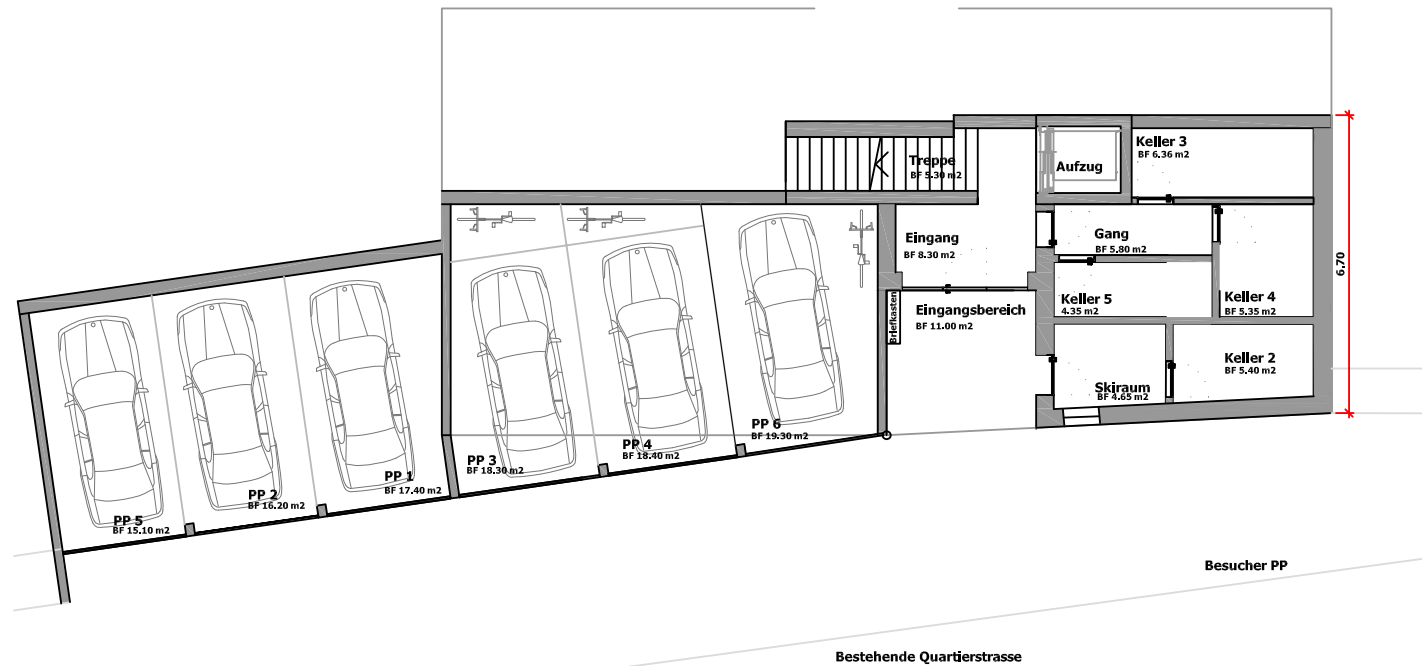 Treppe
BF 5.30 m2
Aufzug
Keller 3
BF 6.36 m2
Eingang
BF 8.30 m2
Gang
BF 5.80 m2
6.70
Briefkasten
Eingangsbereich
BF 11.00 m2
Keller 5
4.35 m2
Keller 4
BF 5.35 m2
Skiraum
BF 4.65 m2
Keller 2
BF 5.40 m2
PP 5
BF 15.10 m2
PP 2
BF 16.20 m2
PP 1
BF 17.40 m2
PP 3
BF 18.30 m2
PP 4
BF 18.40 m2
PP 6
BF 19.30 m2
Besucher PP
Bestehende Quartierstrasse